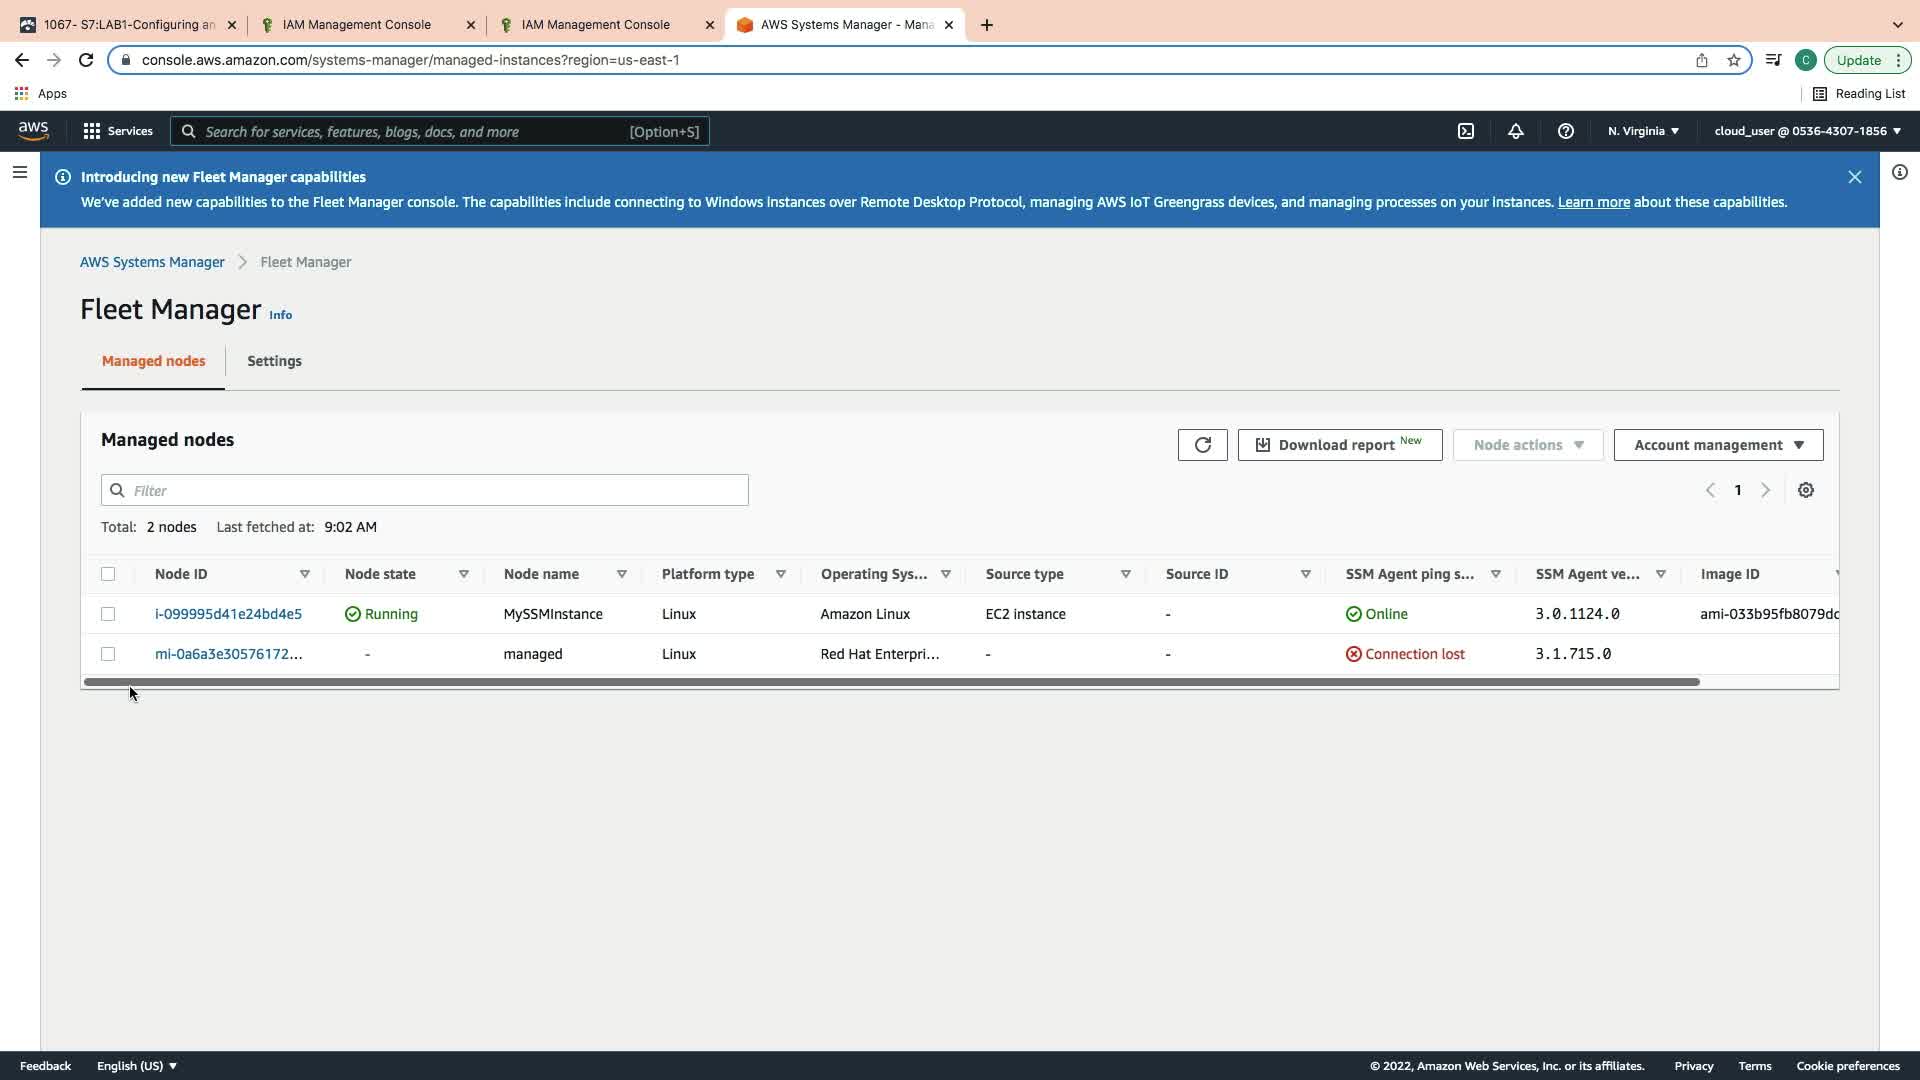 1067- S7:LAB1-Configuring an
IAM Management Console
IAM Management Console
AWS Systems Manager - Mana
console.aws.amazon.com/systems-manager/managed-instances?region=us-east-1
C
Update
Apps
Reading List
aws
Services
Search for services, features, blogs, docs, and more
[Option+S]
N. Virginia
cloud_user @ 0536-4307-1856
Introducing new Fleet Manager capabilities
We've added new capabilities to the Fleet Manager console. The capabilities include connecting to Windows instances over Remote Desktop Protocol, managing AWS IoT Greengrass devices, and managing processes on your instances. Learn more about these capabilities.
AWS Systems Manager
Fleet Manager
Fleet Manager Info
Managed nodes
Settings
Managed nodes
Download report New
Node actions
Account management
Filter
1
Total: 2 nodes Last fetched at: 9:02 AM
Node ID Node state Node name Platform type Operating Sys... Source type Source ID SSM Agent ping s... SSM Agent ve... Image ID
i-099995d41e24bd4e5 Running MySSMInstance Linux Amazon Linux EC2 instance - Online 3.0.1124.0 ami-033b95fb8079dc
mi-0a6a3e30576172... - managed Linux Red Hat Enterpri... - - Connection lost 3.1.715.0
Feedback
English (US)
© 2022, Amazon Web Services, Inc. or its affiliates.
Privacy
Terms
Cookie preferences